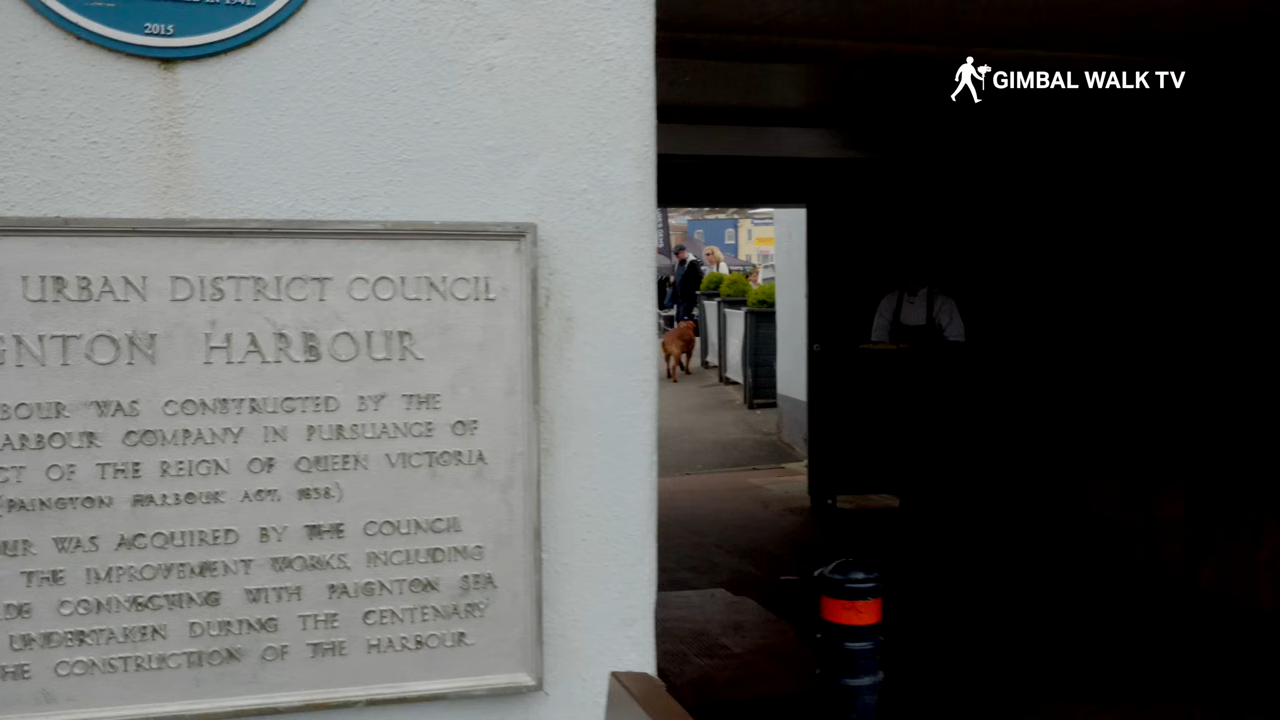 2015
GIMBAL WALK TV
URBAN DISTRICT COUNCIL
GNTON HARBOUR
BOUR WAS CONSTRUCTED BY THE
ARBOUR COMPANY IN PURSUANCE OF
CT OF THE REIGN OF QUEEN VICTORIA
(PAINGTON HARBOUR ACT, 1838.)
UR WAS ACQUIRED BY THE COUNCIL
THE IMPROVEMENT WORKS, INCLUDING
DE CONNECTING WITH PAIGNTON SEA
UNDERTAKEN DURING THE CENTENARY
HE CONSTRUCTION OF THE HARBOUR.